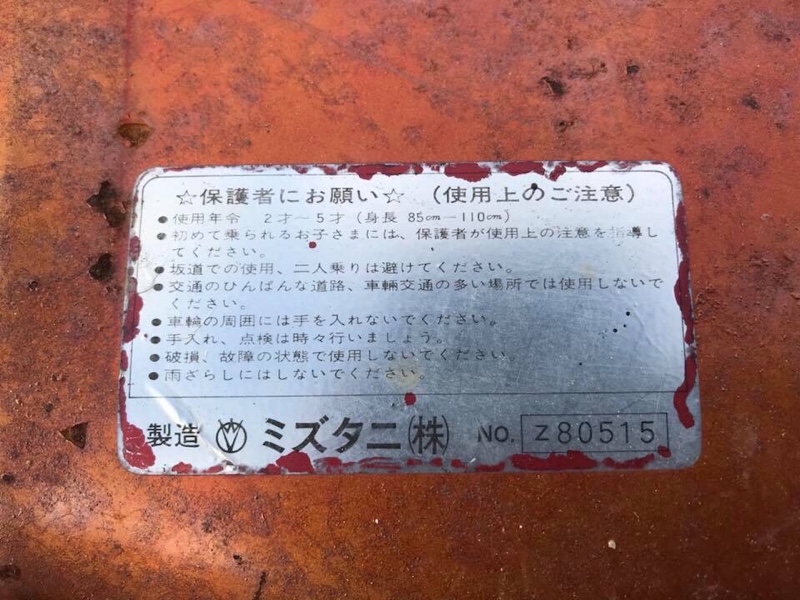 ☆保護者にお願い☆ (使用上のご注意)
●使用年令 2才~5才(身長 85cm-110cm)
●初めて乗られるお子さまには、保護者が使用上の注意を指導し
てください。
●坂道での使用、二人乗りは避けてください。
●交通のひんぱんな道路、車輛交通の多い場所では使用しないで
ください。
●車輪の周囲には手を入れないでください。
●手入れ、点検は時々行いましょう。
●破損、故障の状態で使用しないでください。
●雨ざらしにはしないでください。
製造 ミズタニ(株) NO. Z80515